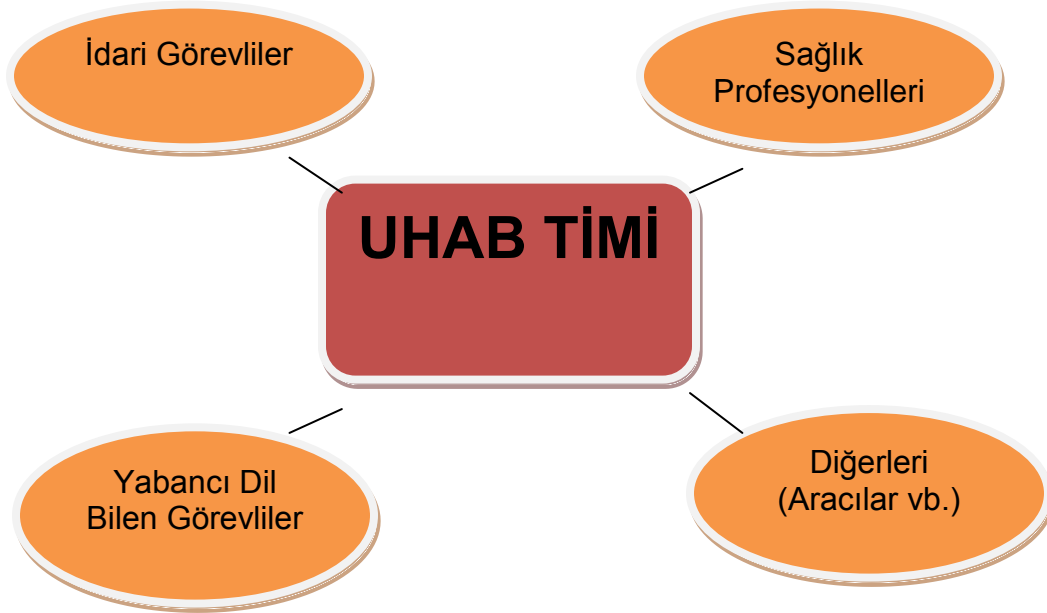 İdari Görevliler
Sağlık
Profesyonelleri
UHAB TİMİ
Yabancı Dil
Bilen Görevliler
Diğerleri
(Aracılar vb.)